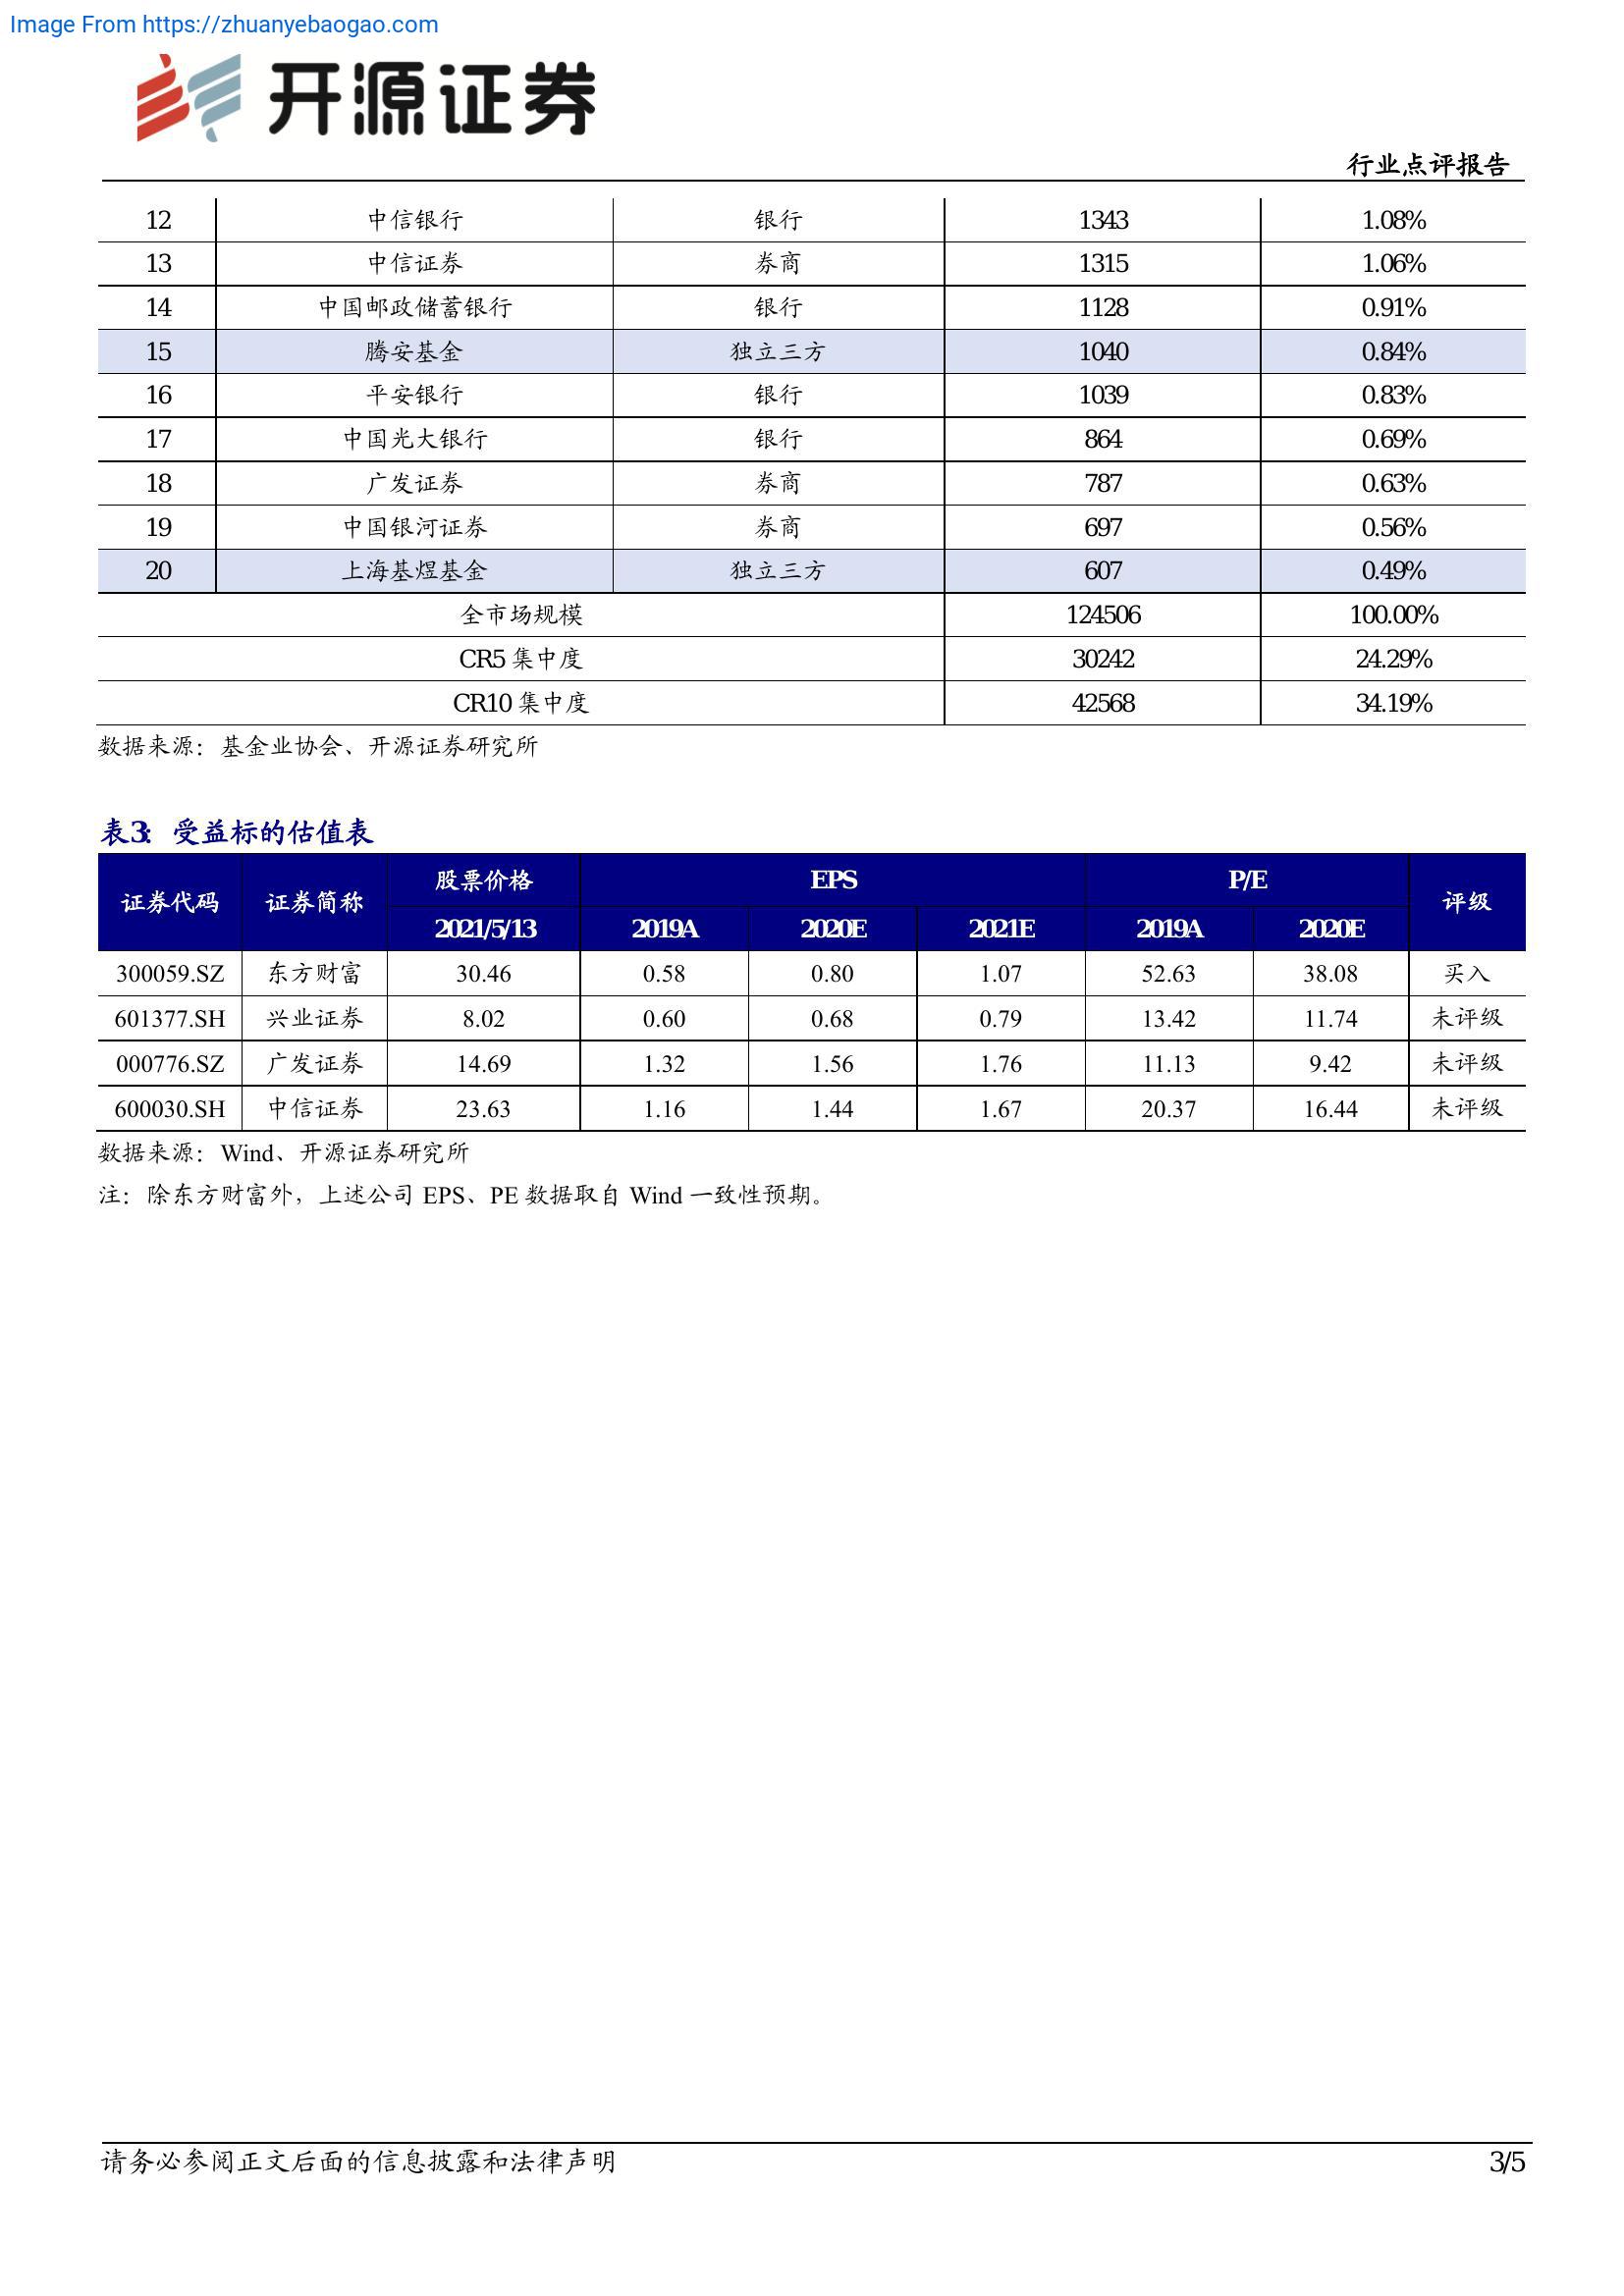 Image From https://zhuanyebaogao.com
开源证券
行业点评报告
12 中信银行 银行 1343 1.08%
13 中信证券 券商 1315 1.06%
14 中国邮政储蓄银行 银行 1128 0.91%
15 腾安基金 独立三方 1040 0.84%
16 平安银行 银行 1039 0.83%
17 中国光大银行 银行 864 0.69%
18 广发证券 券商 787 0.63%
19 中国银河证券 券商 697 0.56%
20 上海基煜基金 独立三方 607 0.49%
全市场规模 124506 100.00%
CR5 集中度 30242 24.29%
CR10 集中度 42568 34.19%
数据来源：基金业协会、开源证券研究所
表3：受益标的估值表
证券代码 证券简称 股票价格 EPS P/E 评级
2021/5/13 2019A 2020E 2021E 2019A 2020E
300059.SZ 东方财富 30.46 0.58 0.80 1.07 52.63 38.08 买入
601377.SH 兴业证券 8.02 0.60 0.68 0.79 13.42 11.74 未评级
000776.SZ 广发证券 14.69 1.32 1.56 1.76 11.13 9.42 未评级
600030.SH 中信证券 23.63 1.16 1.44 1.67 20.37 16.44 未评级
数据来源：Wind、开源证券研究所
注：除东方财富外，上述公司 EPS、PE 数据取自 Wind 一致性预期。
请务必参阅正文后面的信息披露和法律声明 3/5